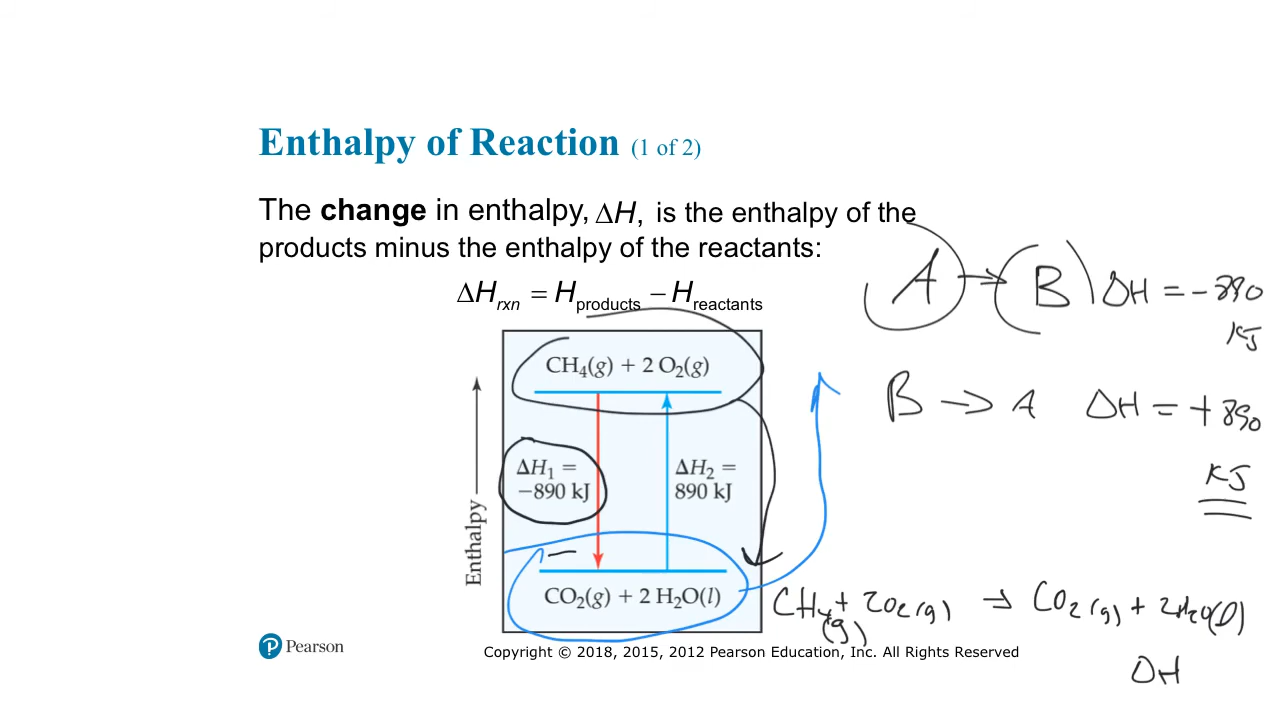 Enthalpy of Reaction (1 of 2)
The change in enthalpy, ΔH, is the enthalpy of the
products minus the enthalpy of the reactants:
ΔHrxn = Hproducts − Hreactants
A → B ΔH = −890
KJ
B → A ΔH = +890
KJ
Enthalpy
CH₄(g) + 2 O₂(g)
ΔH₁ =
−890 kJ
ΔH₂ =
890 kJ
CO₂(g) + 2 H₂O(l)
CH₄ + 2O₂(g) → CO₂(g) + 2H₂O(l)
(g)
ΔH
Pearson
Copyright © 2018, 2015, 2012 Pearson Education, Inc. All Rights Reserved